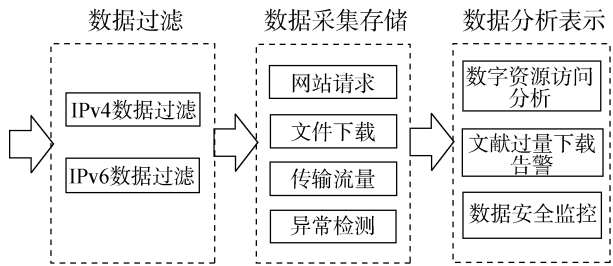 数据过滤
IPv4数据过滤
IPv6数据过滤
数据采集存储
网站请求
文件下载
传输流量
异常检测
数据分析表示
数字资源访问
分析
文献过量下载
告警
数据安全监控